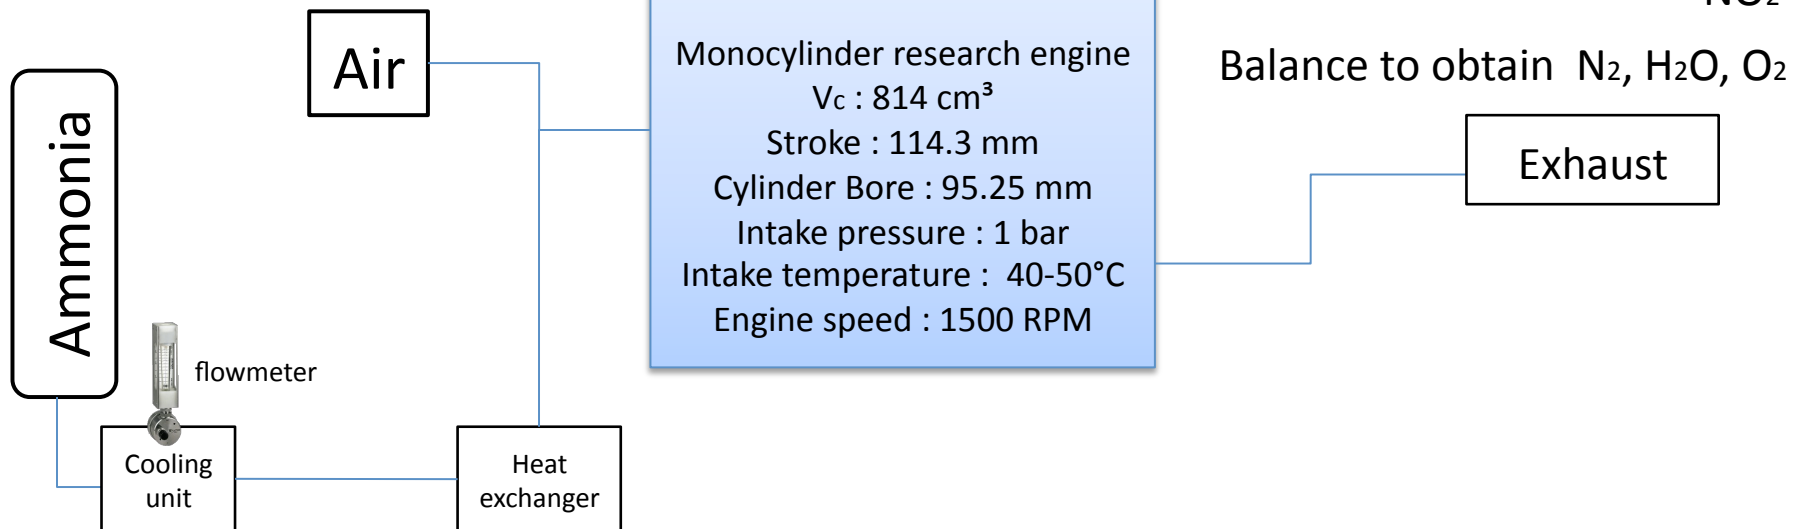 NO₂
Balance to obtain N₂, H₂O, O₂
Air
Ammonia
Monocylinder research engine
Vc : 814 cm³
Stroke : 114.3 mm
Cylinder Bore : 95.25 mm
Intake pressure : 1 bar
Intake temperature : 40-50°C
Engine speed : 1500 RPM
Exhaust
flowmeter
Cooling
unit
Heat
exchanger